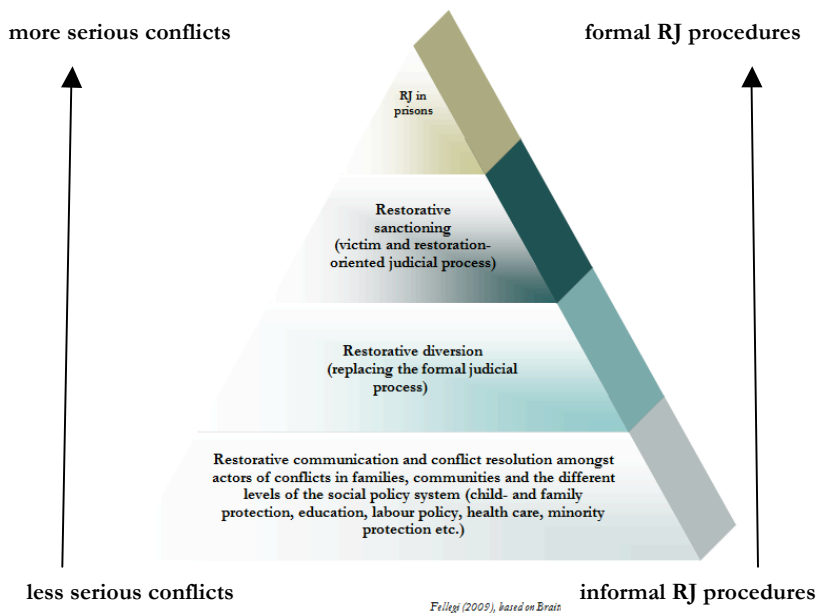 more serious conflicts
formal RJ procedures
RJ in
prisons
Restorative
sanctioning
(victim and restoration-
oriented judicial process)
Restorative diversion
(replacing the formal judicial
process)
Restorative communication and conflict resolution amongst
actors of conflicts in families, communities and the different
levels of the social policy system (child- and family
protection, education, labour policy, health care, minority
protection etc.)
less serious conflicts
informal RJ procedures
Fellegi (2009), based on